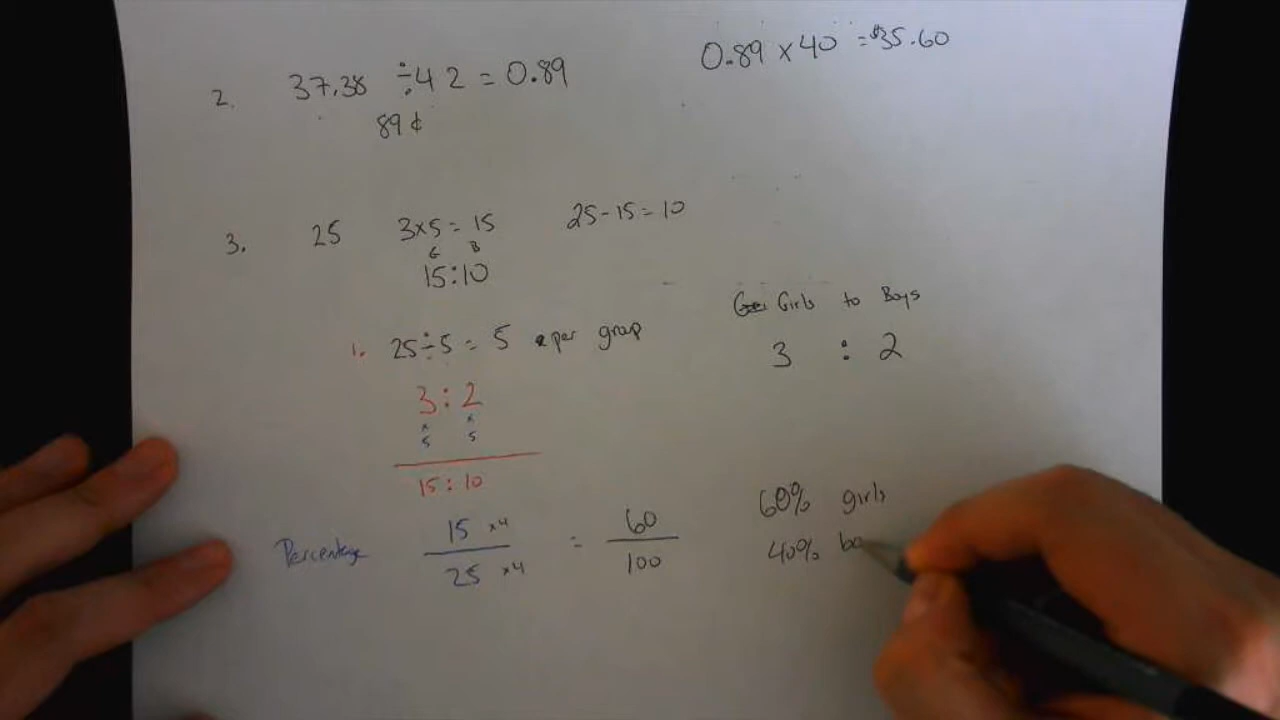 2. 37.38 ÷ 42 = 0.89
89 ¢
0.89 x 40 = $35.60
3. 25 3x5 = 15 25-15 = 10
G B
15:10
1. 25÷5 = 5 per group
3:2
x x
5 5
15:10
Girls to Boys
3 : 2
Percentage 15 x4 = 60
25 x4 100
60% girls
40% bo